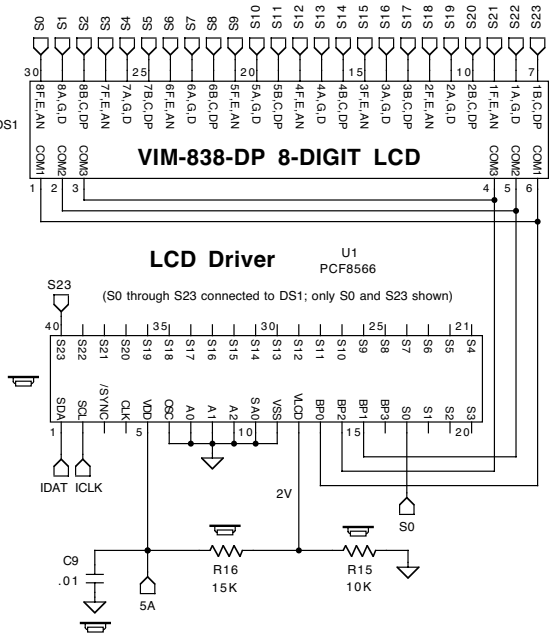 S0 S1 S2 S3 S4 S5 S6 S7 S8 S9 S10 S11 S12 S13 S14 S15 S16 S17 S18 S19 S20 S21 S22 S23
30 25 20 15 10 7
8F,E,AN 8A,G,D 8B,C,DP 7F,E,AN 7A,G,D 7B,C,DP 6F,E,AN 6A,G,D 6B,C,DP 5F,E,AN 5A,G,D 5B,C,DP 4F,E,AN 4A,G,D 4B,C,DP 3F,E,AN 3A,G,D 3B,C,DP 2F,E,AN 2A,G,D 2B,C,DP 1F,E,AN 1A,G,D 1B,C,DP
DS1
VIM-838-DP 8-DIGIT LCD
COM1 COM2 COM3 COM3 COM2 COM1
1 2 3 4 5 6
LCD Driver
U1
PCF8566
S23
(S0 through S23 connected to DS1; only S0 and S23 shown)
40 35 30 25 21
S23 S22 S21 S20 S19 S18 S17 S16 S15 S14 S13 S12 S11 S10 S9 S8 S7 S6 S5 S4
SDA SCL /SYNC CLK VDD OSC A0 A1 A2 SA0 VSS VLCD BP0 BP2 BP1 BP3 S0 S1 S2 S3
1 5 10 15 20
IDAT ICLK
2V
S0
C9
.01
5A
R16
15K
R15
10K